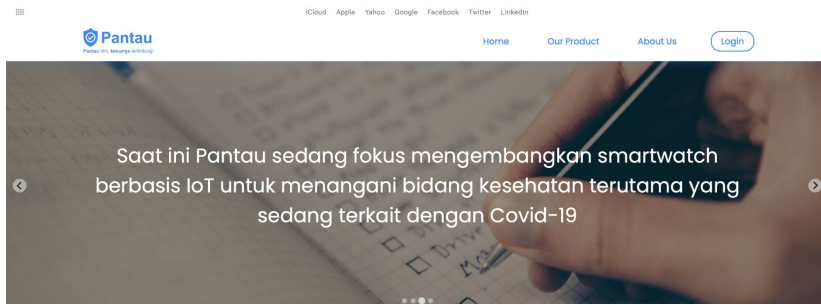 iCloud Apple Yahoo Google Facebook Twitter LinkedIn
Pantau
Pantau dini, keluarga terlindungi
Home Our Product About Us Login
Saat ini Pantau sedang fokus mengembangkan smartwatch
berbasis IoT untuk menangani bidang kesehatan terutama yang
sedang terkait dengan Covid-19